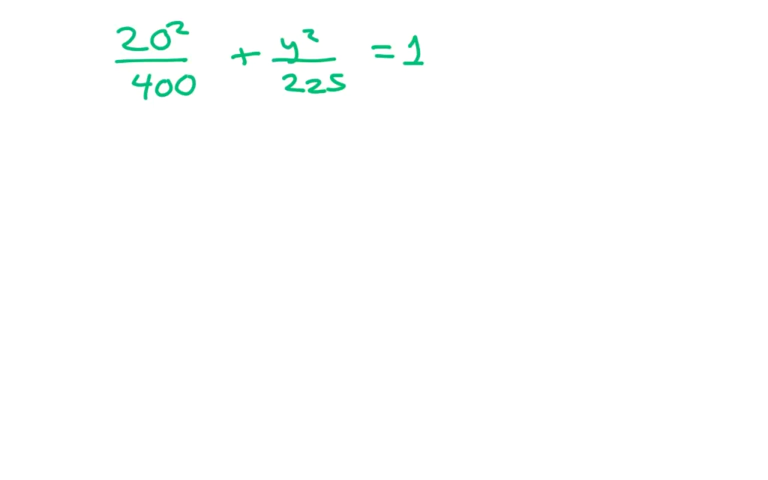 20²/400 + y²/225 = 1